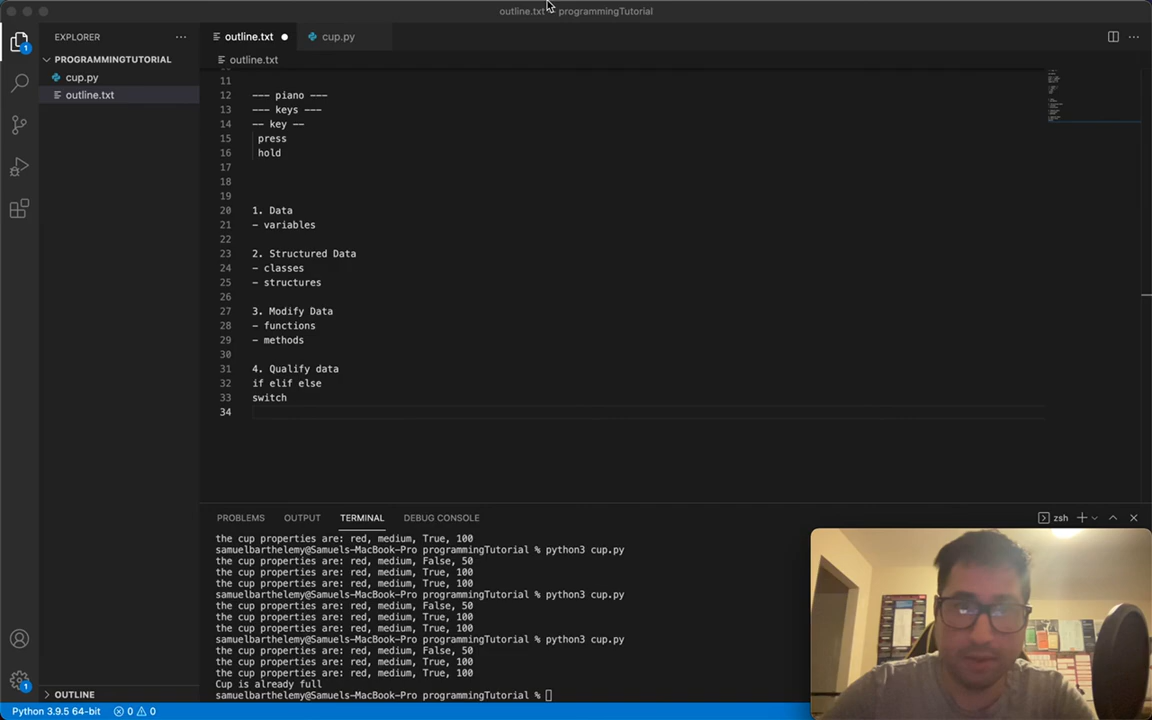 outline.txt — programmingTutorial
EXPLORER
PROGRAMMINGTUTORIAL
cup.py
outline.txt
outline.txt
cup.py
outline.txt
11
12 --- piano ---
13 --- keys ---
14 -- key --
15 press
16 hold
17
18
19
20 1. Data
21 - variables
22
23 2. Structured Data
24 - classes
25 - structures
26
27 3. Modify Data
28 - functions
29 - methods
30
31 4. Qualify data
32 if elif else
33 switch
34
PROBLEMS OUTPUT TERMINAL DEBUG CONSOLE
zsh
the cup properties are: red, medium, True, 100
samuelbarthelemy@Samuels-MacBook-Pro programmingTutorial % python3 cup.py
the cup properties are: red, medium, False, 50
the cup properties are: red, medium, True, 100
the cup properties are: red, medium, True, 100
samuelbarthelemy@Samuels-MacBook-Pro programmingTutorial % python3 cup.py
the cup properties are: red, medium, False, 50
the cup properties are: red, medium, True, 100
the cup properties are: red, medium, True, 100
samuelbarthelemy@Samuels-MacBook-Pro programmingTutorial % python3 cup.py
the cup properties are: red, medium, False, 50
the cup properties are: red, medium, True, 100
the cup properties are: red, medium, True, 100
Cup is already full
samuelbarthelemy@Samuels-MacBook-Pro programmingTutorial %
OUTLINE
Python 3.9.5 64-bit 0 0
1
1